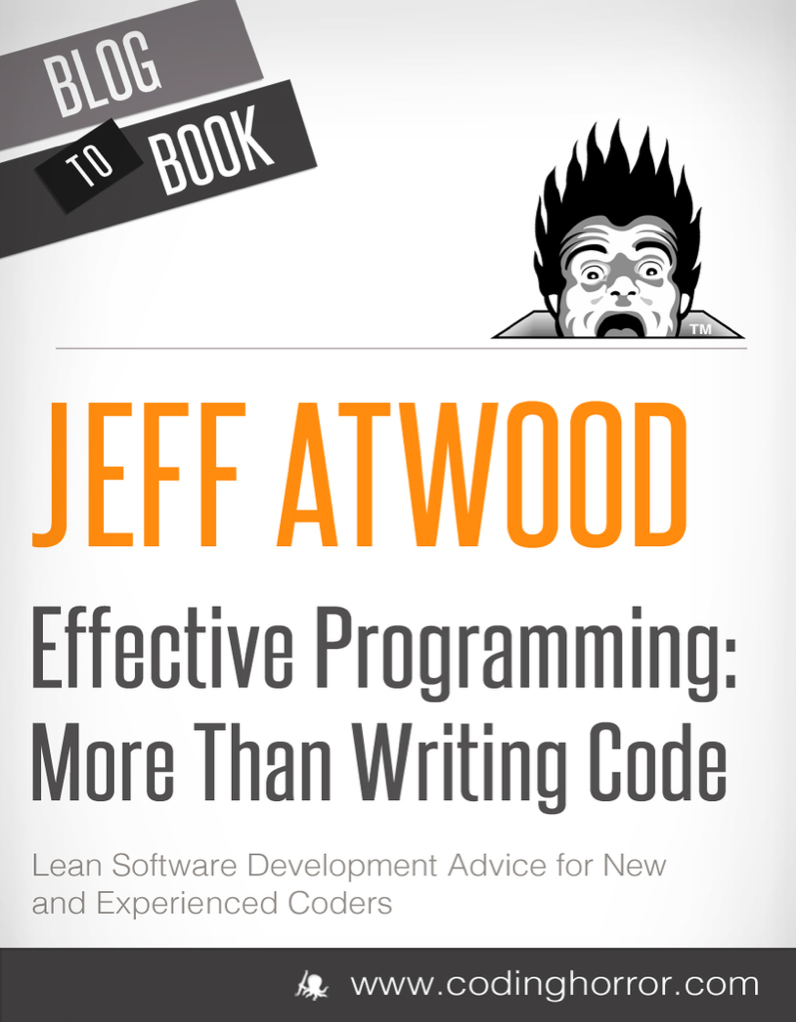 BLOG
TO
BOOK
TM
JEFF ATWOOD
Effective Programming:
More Than Writing Code
Lean Software Development Advice for New
and Experienced Coders
www.codinghorror.com